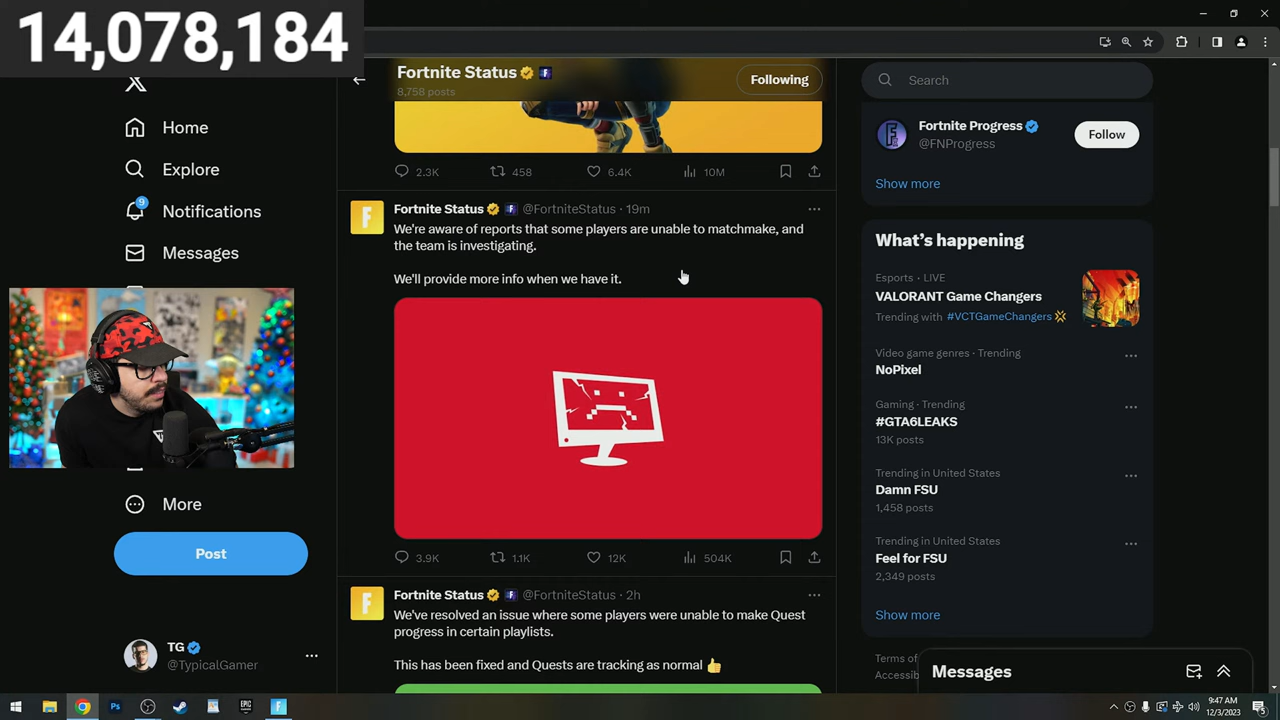 14,078,184
Fortnite Status
8,758 posts
Following
Search
Home
Explore
9
Notifications
Messages
More
Post
TG
@TypicalGamer
2.3K 458 6.4K 10M
Fortnite Status @FortniteStatus · 19m
We're aware of reports that some players are unable to matchmake, and
the team is investigating.
We'll provide more info when we have it.
3.9K 1.1K 12K 504K
Fortnite Status @FortniteStatus · 2h
We've resolved an issue where some players were unable to make Quest
progress in certain playlists.
This has been fixed and Quests are tracking as normal 👍
Fortnite Progress
@FNProgress
Follow
Show more
What's happening
Esports · LIVE
VALORANT Game Changers
Trending with #VCTGameChangers
Video game genres · Trending
NoPixel
Gaming · Trending
#GTA6LEAKS
13K posts
Trending in United States
Damn FSU
1,458 posts
Trending in United States
Feel for FSU
2,349 posts
Show more
Terms of
Accessib
Messages
9:47 AM
12/3/2023